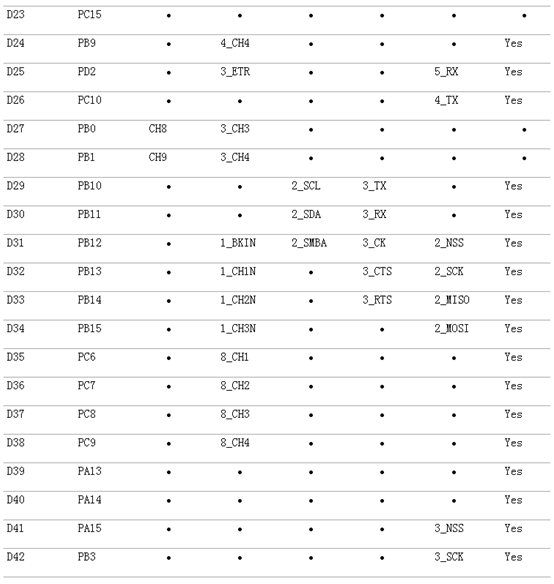 D23 PC15 • • • • • •
D24 PB9 • 4_CH4 • • • Yes
D25 PD2 • 3_ETR • • 5_RX Yes
D26 PC10 • • • • 4_TX Yes
D27 PB0 CH8 3_CH3 • • • •
D28 PB1 CH9 3_CH4 • • • •
D29 PB10 • • 2_SCL 3_TX • Yes
D30 PB11 • • 2_SDA 3_RX • Yes
D31 PB12 • 1_BKIN 2_SMBA 3_CK 2_NSS Yes
D32 PB13 • 1_CH1N • 3_CTS 2_SCK Yes
D33 PB14 • 1_CH2N • 3_RTS 2_MISO Yes
D34 PB15 • 1_CH3N • • 2_MOSI Yes
D35 PC6 • 8_CH1 • • • Yes
D36 PC7 • 8_CH2 • • • Yes
D37 PC8 • 8_CH3 • • • Yes
D38 PC9 • 8_CH4 • • • Yes
D39 PA13 • • • • • Yes
D40 PA14 • • • • • Yes
D41 PA15 • • • • 3_NSS Yes
D42 PB3 • • • • 3_SCK Yes